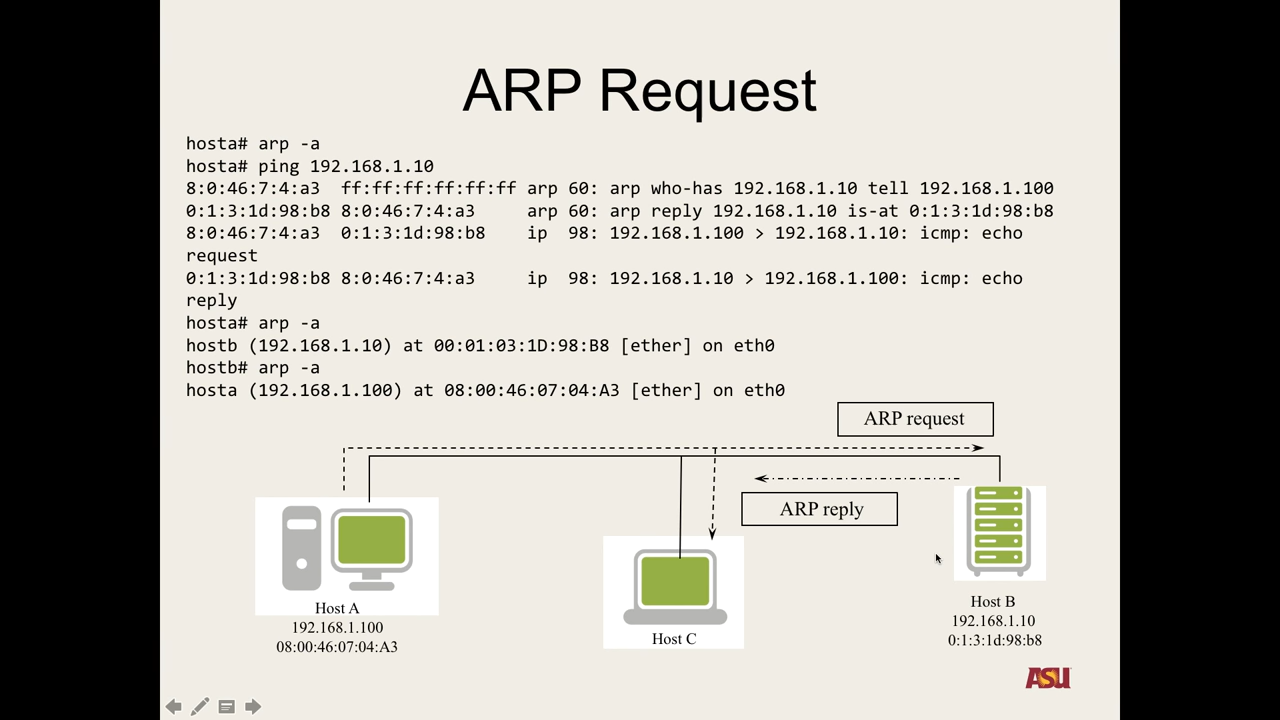 ARP Request
hosta# arp -a
hosta# ping 192.168.1.10
8:0:46:7:4:a3  ff:ff:ff:ff:ff:ff arp 60: arp who-has 192.168.1.10 tell 192.168.1.100
0:1:3:1d:98:b8 8:0:46:7:4:a3     arp 60: arp reply 192.168.1.10 is-at 0:1:3:1d:98:b8
8:0:46:7:4:a3  0:1:3:1d:98:b8    ip  98: 192.168.1.100 > 192.168.1.10: icmp: echo
request
0:1:3:1d:98:b8 8:0:46:7:4:a3     ip  98: 192.168.1.10 > 192.168.1.100: icmp: echo
reply
hosta# arp -a
hostb (192.168.1.10) at 00:01:03:1D:98:B8 [ether] on eth0
hostb# arp -a
hosta (192.168.1.100) at 08:00:46:07:04:A3 [ether] on eth0
ARP request
ARP reply
Host A
192.168.1.100
08:00:46:07:04:A3
Host C
Host B
192.168.1.10
0:1:3:1d:98:b8
ASU